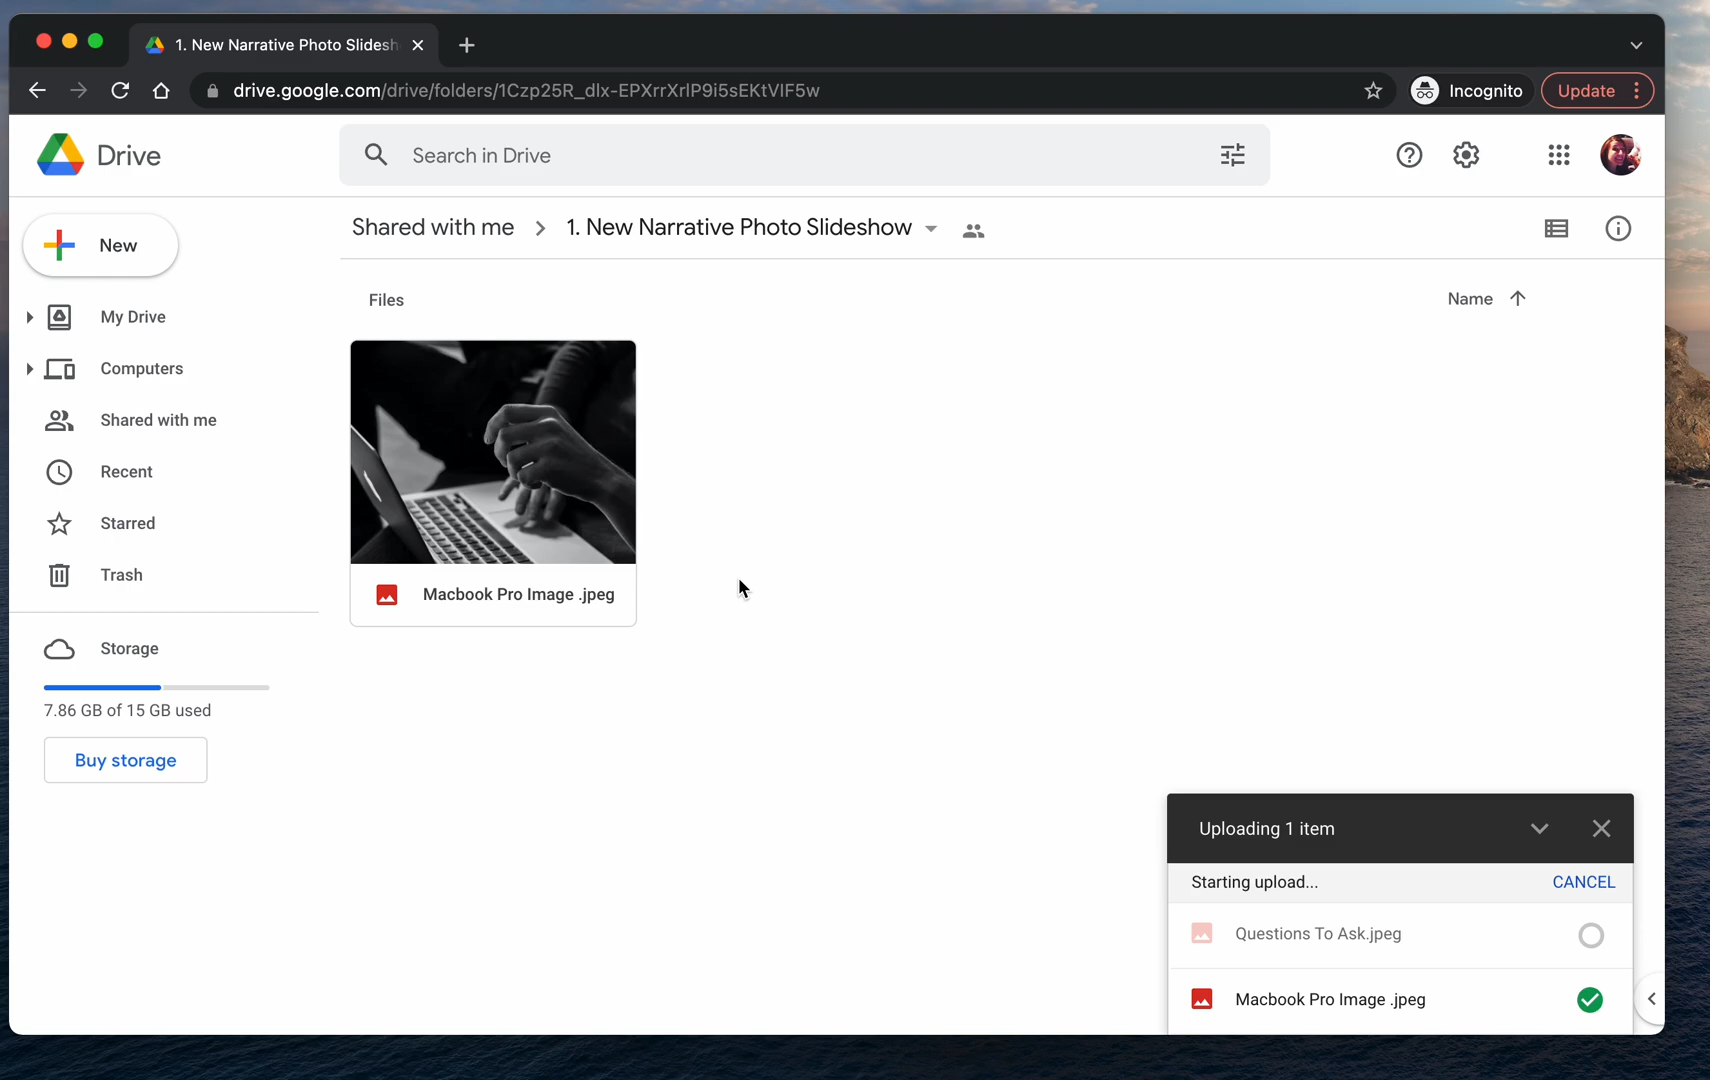 1. New Narrative Photo Slidesh
drive.google.com/drive/folders/1Czp25R_dlx-EPXrrXrlP9i5sEKtVIF5w
Incognito
Update
Drive
Search in Drive
New
Shared with me > 1. New Narrative Photo Slideshow
My Drive
Computers
Shared with me
Recent
Starred
Trash
Storage
7.86 GB of 15 GB used
Buy storage
Files
Name
Macbook Pro Image .jpeg
Uploading 1 item
Starting upload...
CANCEL
Questions To Ask.jpeg
Macbook Pro Image .jpeg